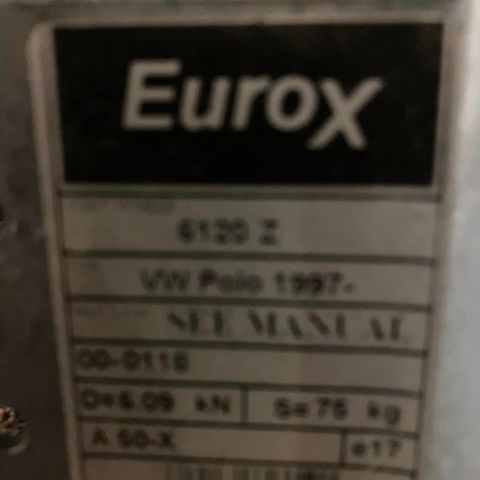 EuroX
6120 Z
VW Polo 1997-
SEE MANUAL
00-0118
D=6.09 kN S=75 kg
A 50-X e17